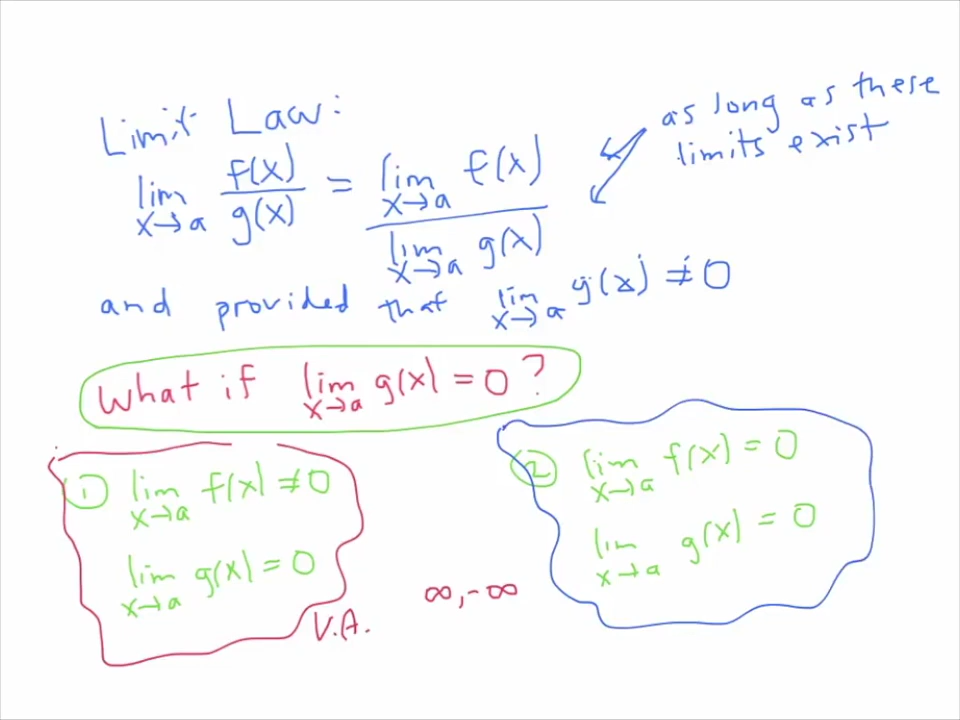 Limit Law:
lim x→a f(x)/g(x) = lim x→a f(x) / lim x→a g(x)
as long as these
limits exist
and provided that lim x→a g(x) ≠ 0
What if lim x→a g(x) = 0 ?
① lim x→a f(x) ≠ 0
lim x→a g(x) = 0
V.A.
∞, -∞
② lim x→a f(x) = 0
lim x→a g(x) = 0